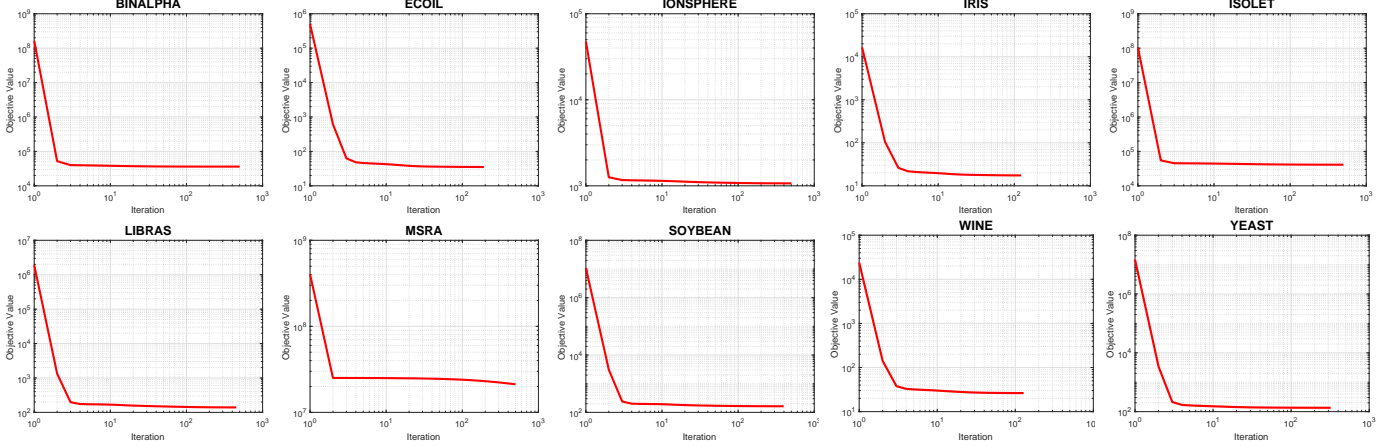 BINALPHA
10^9
10^8
10^7
10^6
10^5
10^4
Objective Value
10^0 10^1 10^2 10^3
Iteration
ECOIL
10^6
10^5
10^4
10^3
10^2
10^1
Objective Value
10^0 10^1 10^2 10^3
Iteration
IONSPHERE
10^5
10^4
10^3
Objective Value
10^0 10^1 10^2 10^3
Iteration
IRIS
10^5
10^4
10^3
10^2
10^1
Objective Value
10^0 10^1 10^2 10^3
Iteration
ISOLET
10^9
10^8
10^7
10^6
10^5
10^4
Objective Value
10^0 10^1 10^2 10^3
Iteration
LIBRAS
10^7
10^6
10^5
10^4
10^3
10^2
Objective Value
10^0 10^1 10^2 10^3
Iteration
MSRA
10^9
10^8
10^7
Objective Value
10^0 10^1 10^2 10^3
Iteration
SOYBEAN
10^8
10^6
10^4
10^2
Objective Value
10^0 10^1 10^2 10^3
Iteration
WINE
10^5
10^4
10^3
10^2
10^1
Objective Value
10^0 10^1 10^2 10
Iteration
YEAST
10^8
10^6
10^4
10^2
Objective Value
10^0 10^1 10^2 10^3
Iteration